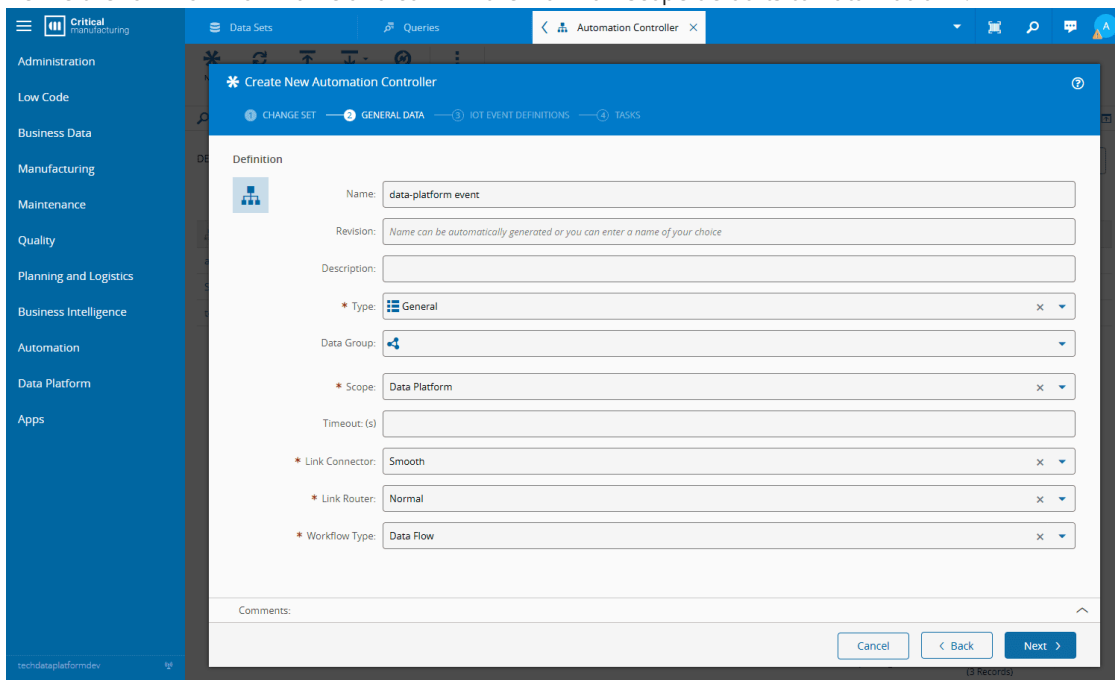 Critical
manufacturing
Data Sets
Queries
Automation Controller
A
Administration
Low Code
Business Data
Manufacturing
Maintenance
Quality
Planning and Logistics
Business Intelligence
Automation
Data Platform
Apps
techdataplatformdev
Create New Automation Controller
1 CHANGE SET 2 GENERAL DATA 3 IOT EVENT DEFINITIONS 4 TASKS
Definition
Name: data-platform event
Revision: Name can be automatically generated or you can enter a name of your choice
Description:
* Type: General
Data Group:
* Scope: Data Platform
Timeout: (s)
* Link Connector: Smooth
* Link Router: Normal
* Workflow Type: Data Flow
Comments:
Cancel
Back
Next
(3 Records)